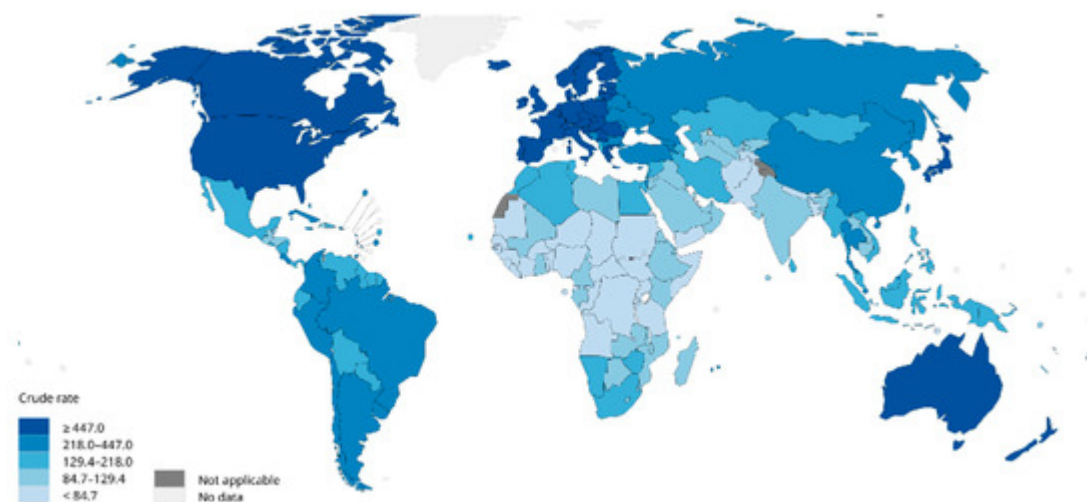 Crude rate
≥ 447.0
218.0–447.0
129.4–218.0
84.7–129.4
< 84.7
Not applicable
No data